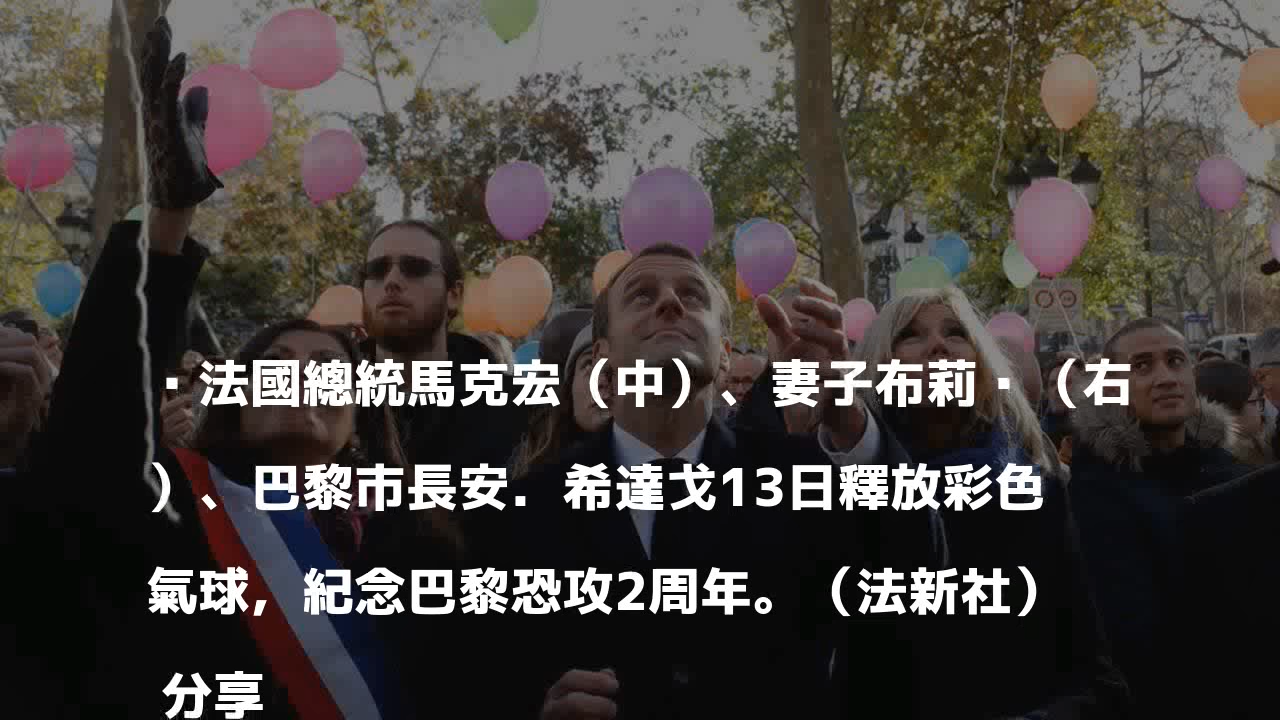 ·法國總統馬克宏（中）、妻子布莉·（右
）、巴黎市長安．希達戈13日釋放彩色
氣球，紀念巴黎恐攻2周年。（法新社）
分享